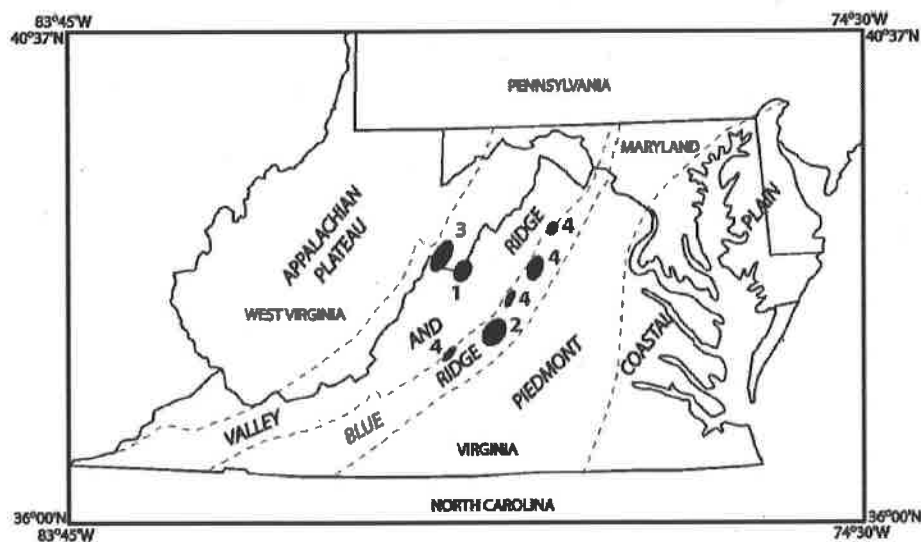 83°45'W
74°30'W
40°37'N
40°37'N
PENNSYLVANIA
MARYLAND
APPALACHIAN
PLATEAU
RIDGE
PLAIN
3
4
4
1
4
WEST VIRGINIA
AND
2
4
RIDGE
PIEDMONT
COASTAL
VALLEY
BLUE
VIRGINIA
NORTH CAROLINA
36°00'N
36°00'N
83°45'W
74°30'W